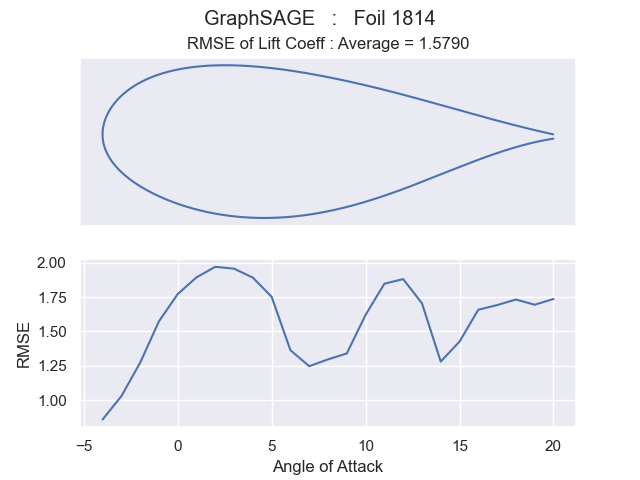 GraphSAGE   :   Foil 1814
RMSE of Lift Coeff : Average = 1.5790
2.00
1.75
1.50
1.25
1.00
RMSE
−5 0 5 10 15 20
Angle of Attack